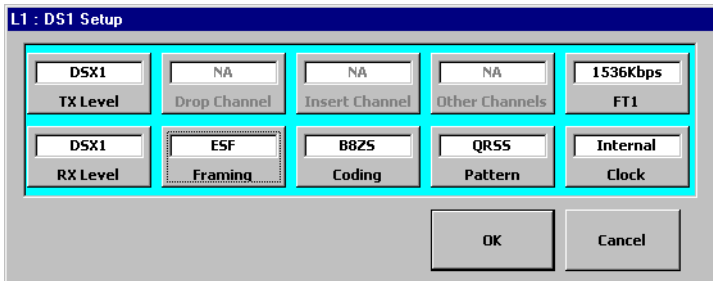 L1 : DS1 Setup
DSX1 NA NA NA 1536Kbps
TX Level Drop Channel Insert Channel Other Channels FT1
DSX1 ESF B8ZS QRSS Internal
RX Level Framing Coding Pattern Clock
OK Cancel